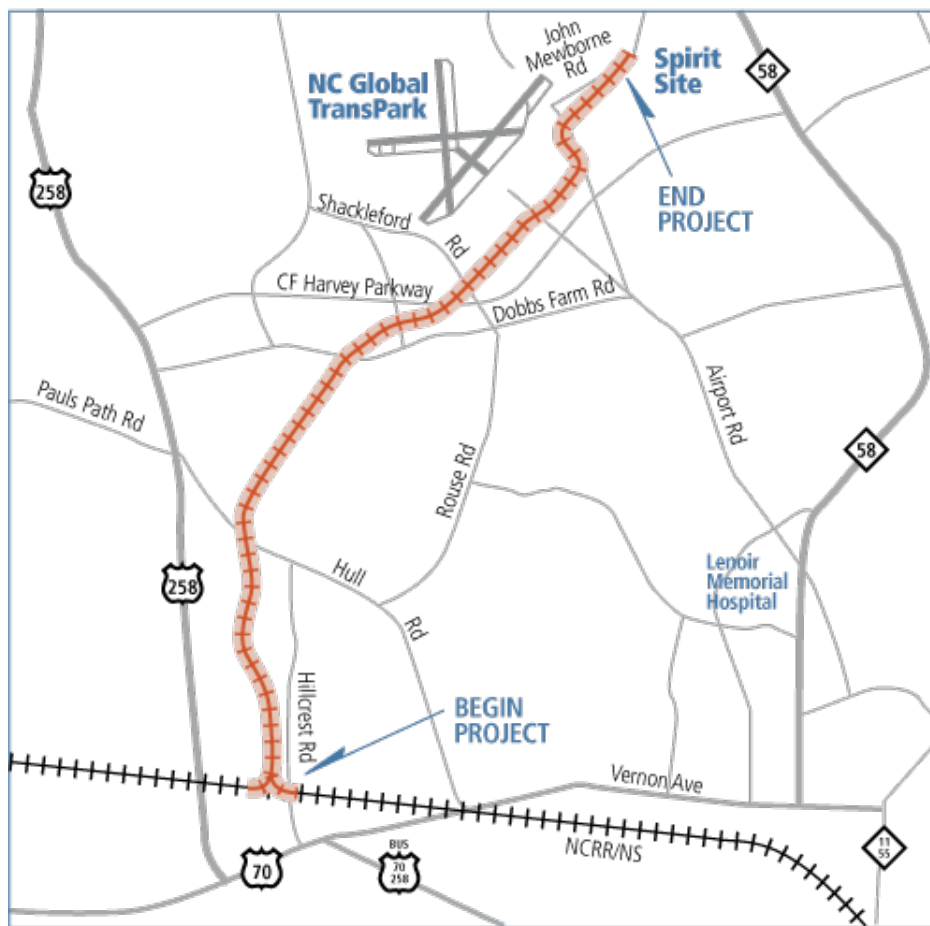 John
Mewborne
Rd
Spirit
Site
58
NC Global
TransPark
258
END
PROJECT
Shackleford
Rd
CF Harvey Parkway
Dobbs Farm Rd
Pauls Path Rd
Airport Rd
58
Rouse Rd
Hull
Rd
258
Lenoir
Memorial
Hospital
Hillcrest Rd
BEGIN
PROJECT
Vernon Ave
NCRR/NS
11
55
70
BUS
70
258